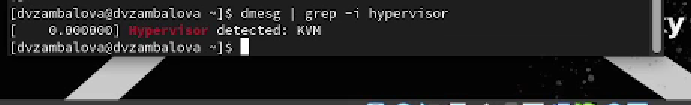 [dvzambalova@dvzambalova ~]$ dmesg | grep -i hypervisor
[    0.000000] Hypervisor detected: KVM
[dvzambalova@dvzambalova ~]$